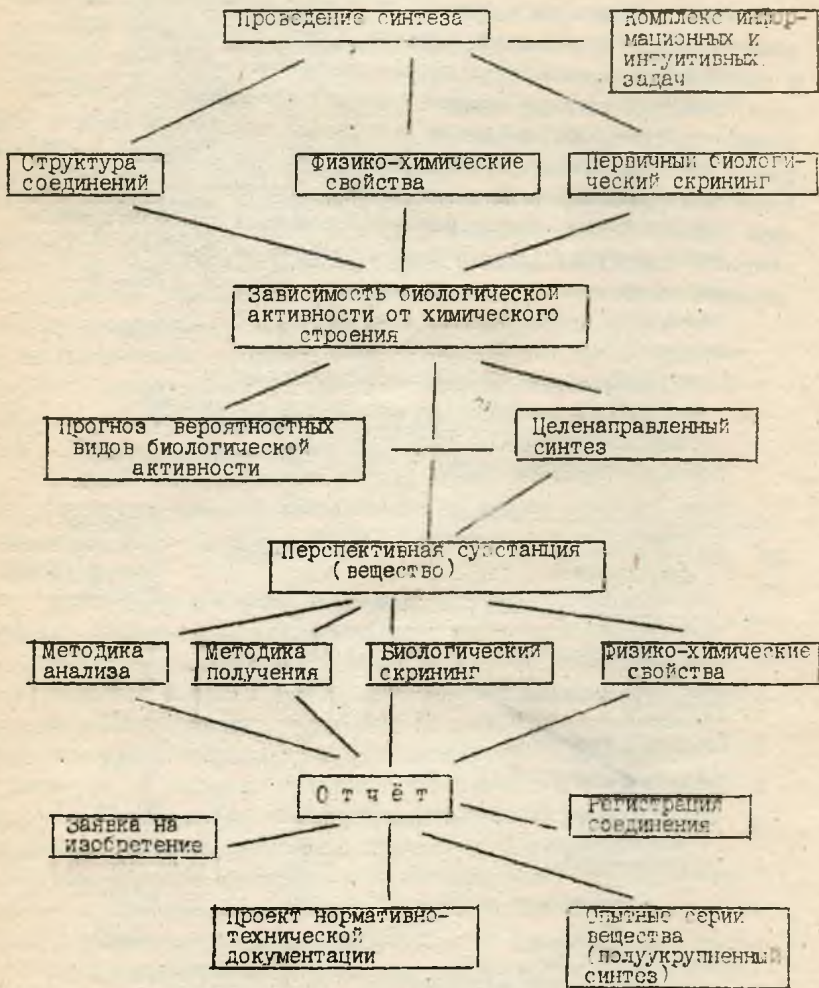 Проведение синтеза
Комплекс инфор-
мационных и
интуитивных
задач
Структура
соединений
Физико-химические
свойства
Первичный биологи-
ческий скрининг
Зависимость биологической
активности от химического
строения
Прогноз вероятностных
видов биологической
активности
Целенаправленный
синтез
Перспективная субстанция
(вещество)
Методика
анализа
Методика
получения
Биологический
скрининг
Физико-химические
свойства
Отчёт
Заявка на
изобретение
Регистрация
соединения
Проект нормативно-
технической
документации
Опытные серии
вещества
(полуукрупненный
синтез)